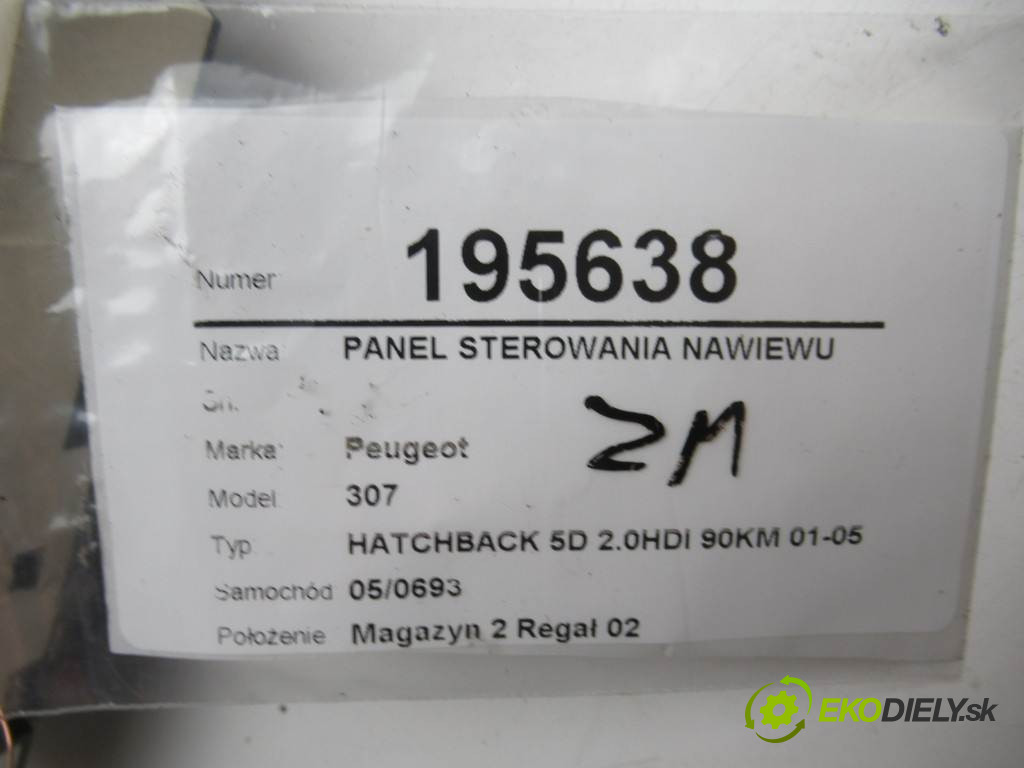 Numer: 195638
Nazwa: PANEL STEROWANIA NAWIEWU
Marka: Peugeot
ZM
Model: 307
Typ: HATCHBACK 5D 2.0HDI 90KM 01-05
Samochód 05/0693
Położenie Magazyn 2 Regał 02
EKODIELY.sk